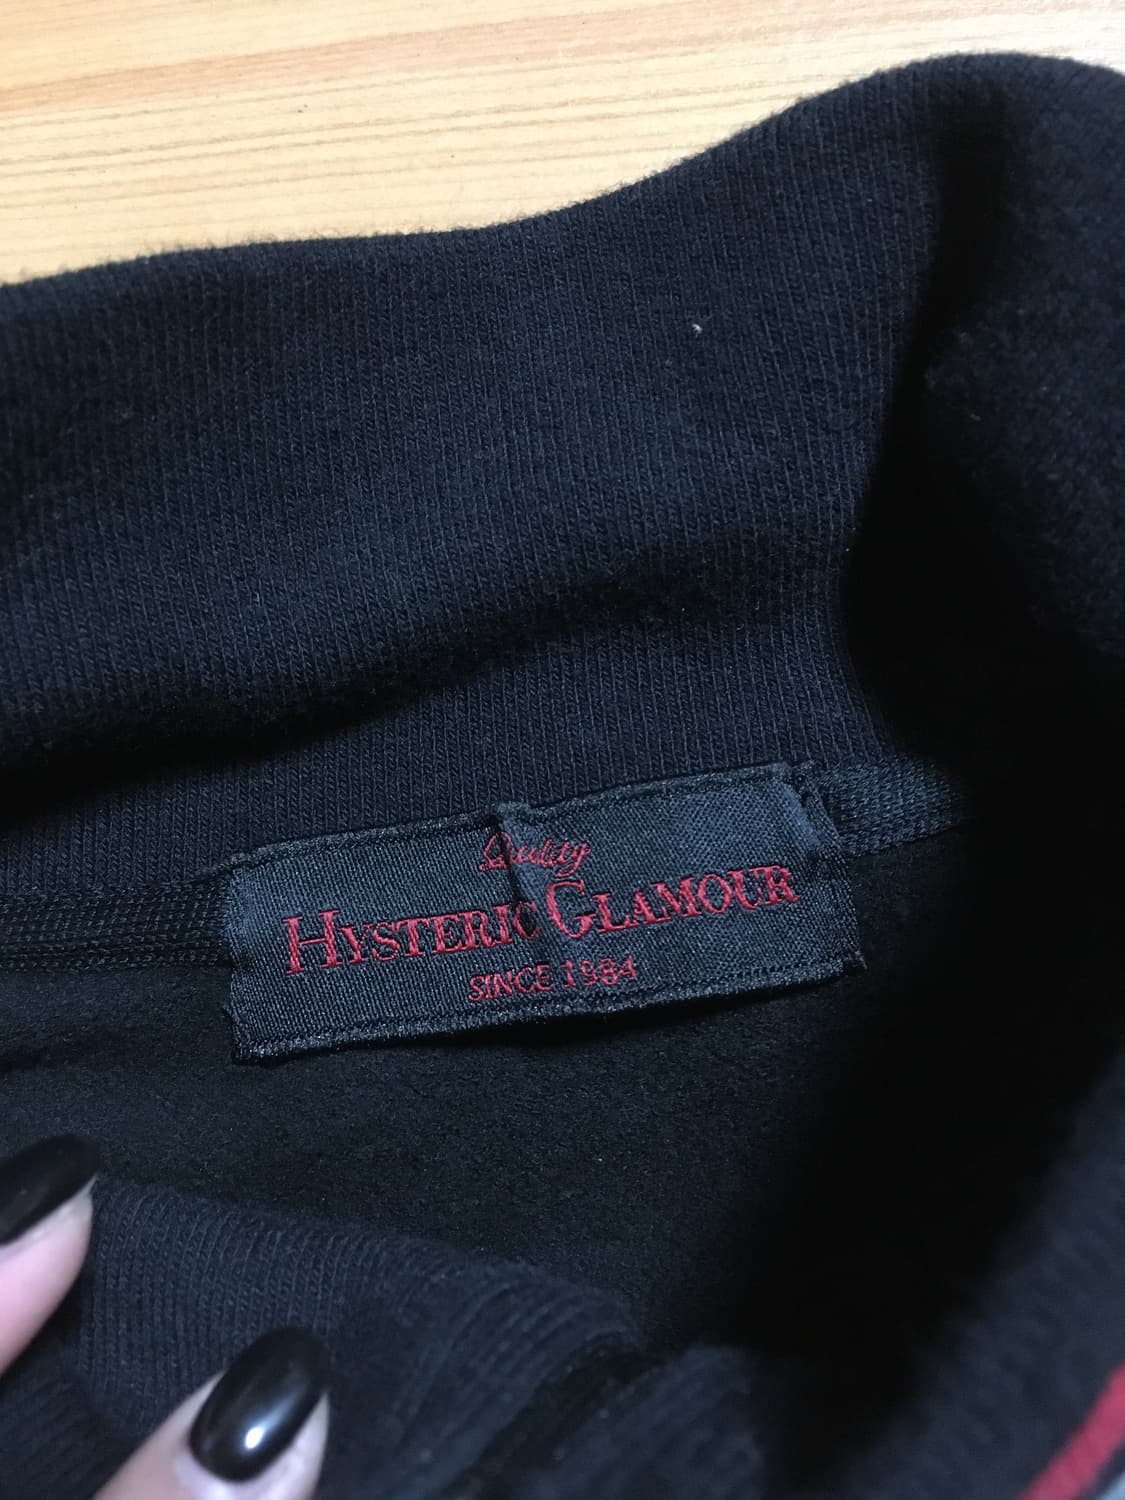 Quality
HYSTERIC GLAMOUR
SINCE 1984